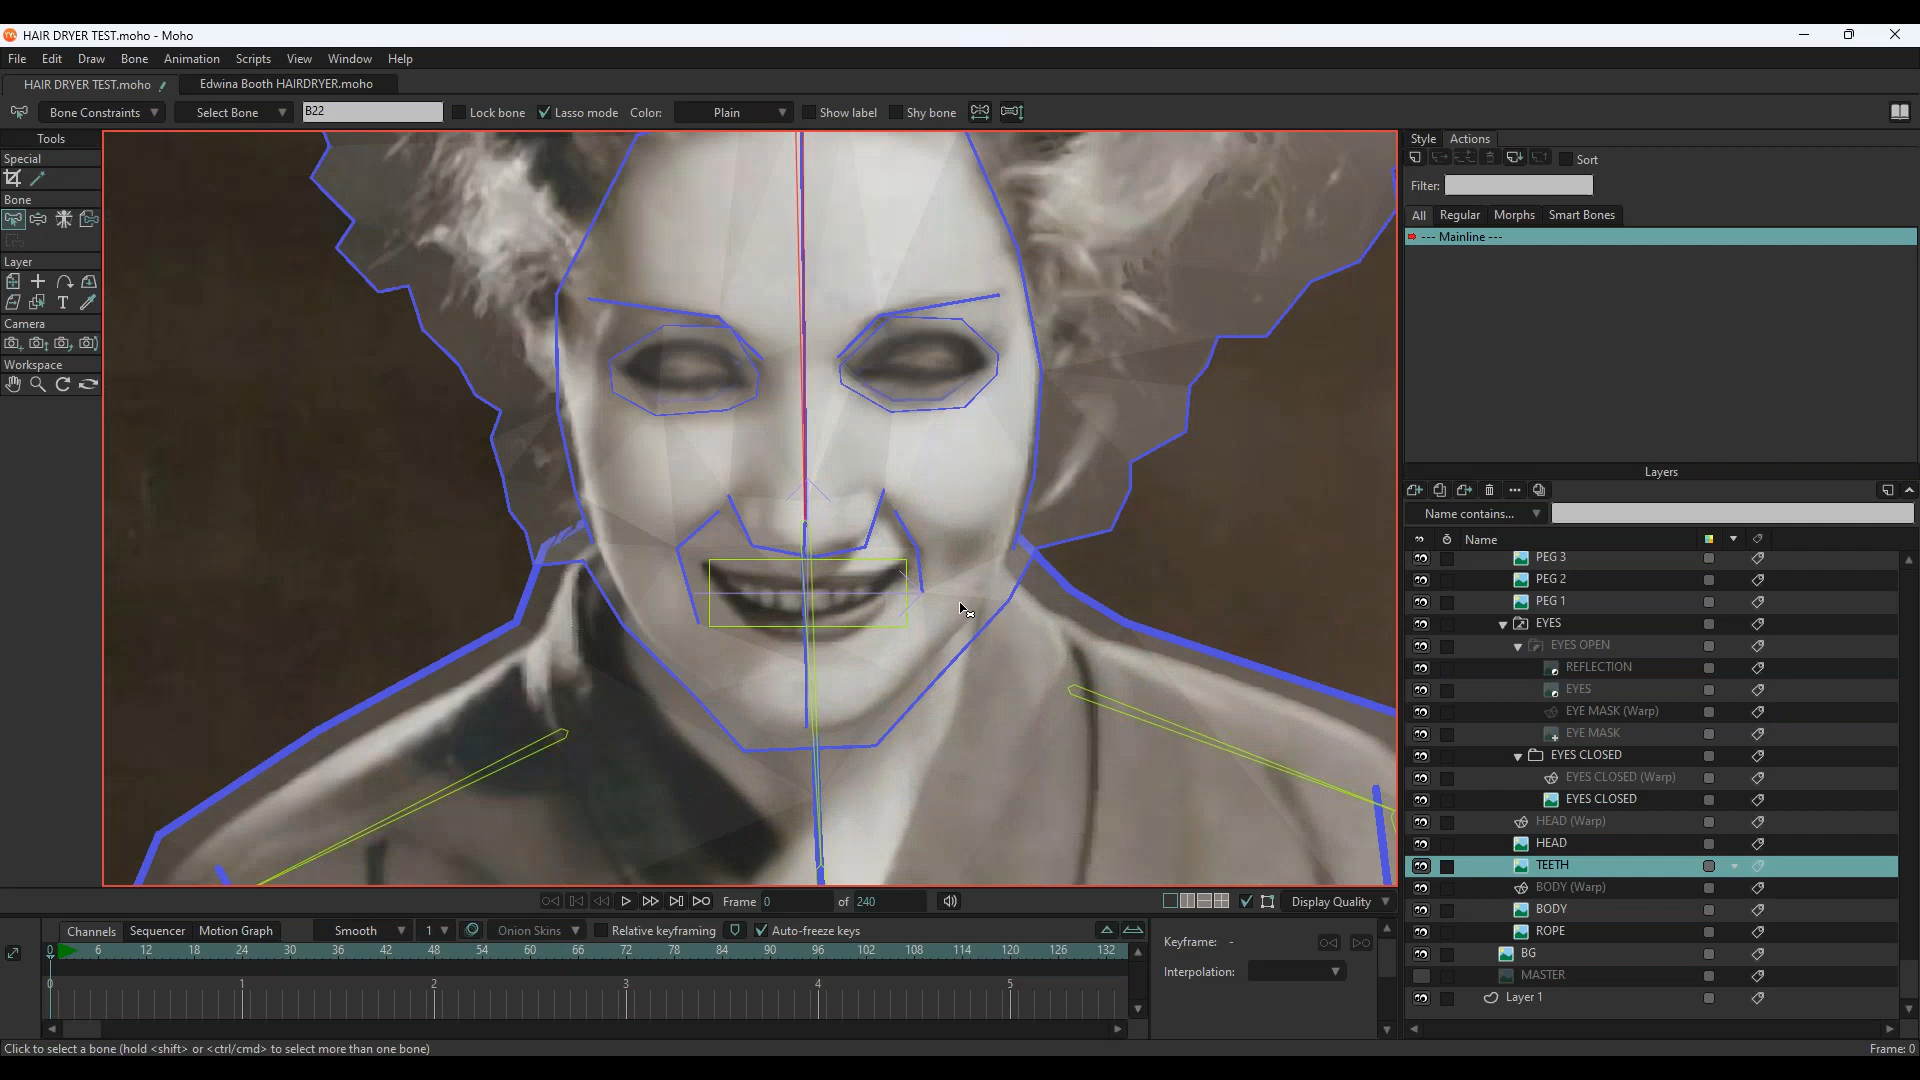 HAIR DRYER TEST.moho - Moho
File Edit Draw Bone Animation Scripts View Window Help
HAIR DRYER TEST.moho Edwina Booth HAIRDRYER.moho
Bone Constraints Select Bone B22 Lock bone Lasso mode Color: Plain Show label Shy bone
Tools
Special
Bone
Layer
T
Camera
Workspace
Style Actions
Sort
Filter:
All Regular Morphs Smart Bones
--- Mainline ---
Layers
Name contains...
Name
PEG 3
PEG 2
PEG 1
EYES
EYES OPEN
REFLECTION
EYES
EYE MASK (Warp)
EYE MASK
EYES CLOSED
EYES CLOSED (Warp)
EYES CLOSED
HEAD (Warp)
HEAD
TEETH
BODY (Warp)
BODY
ROPE
BG
MASTER
Layer 1
Frame 0 of 240 Display Quality
Channels Sequencer Motion Graph Smooth 1 Onion Skins Relative keyframing Auto-freeze keys
0 6 12 18 24 30 36 42 48 54 60 66 72 78 84 90 96 102 108 114 120 126 132
0 1 2 3 4 5
Keyframe: -
Interpolation:
Click to select a bone (hold <shift> or <ctrl/cmd> to select more than one bone) Frame: 0